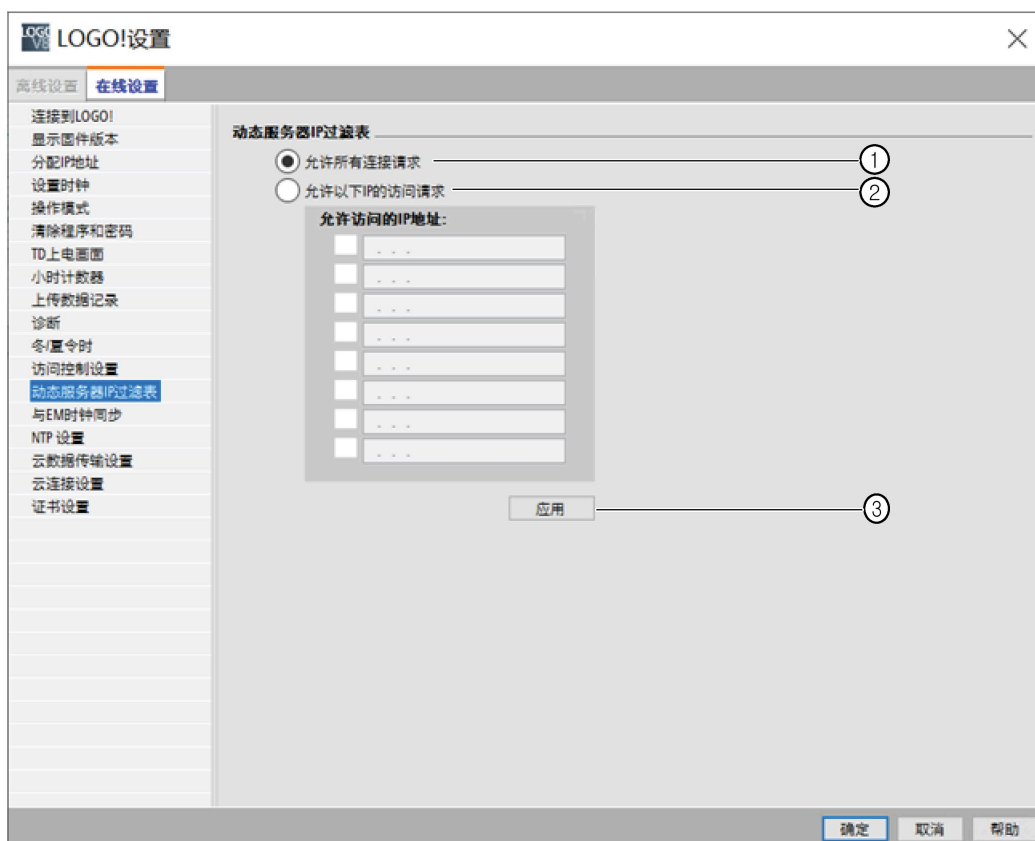 LOGO!设置
离线设置 在线设置
连接到LOGO!
显示固件版本
分配IP地址
设置时钟
操作模式
清除程序和密码
TD上电画面
小时计数器
上传数据记录
诊断
冬/夏令时
访问控制设置
动态服务器IP过滤表
与EM时钟同步
NTP 设置
云数据传输设置
云连接设置
证书设置
动态服务器IP过滤表
允许所有连接请求 ①
允许以下IP的访问请求 ②
允许访问的IP地址:
. . .
. . .
. . .
. . .
. . .
. . .
. . .
. . .
应用 ③
确定 取消 帮助